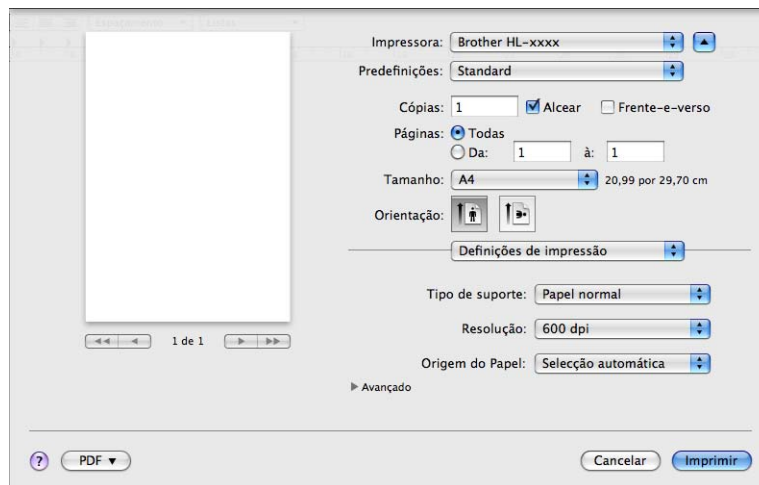 Impressora: Brother HL-xxxx
Predefinições: Standard
Cópias: 1 Alcear Frente-e-verso
Páginas: Todas
Da: 1 à: 1
Tamanho: A4 20,99 por 29,70 cm
Orientação:
Definições de impressão
Tipo de suporte: Papel normal
Resolução: 600 dpi
Origem do Papel: Selecção automática
Avançado
1 de 1
? PDF Cancelar Imprimir